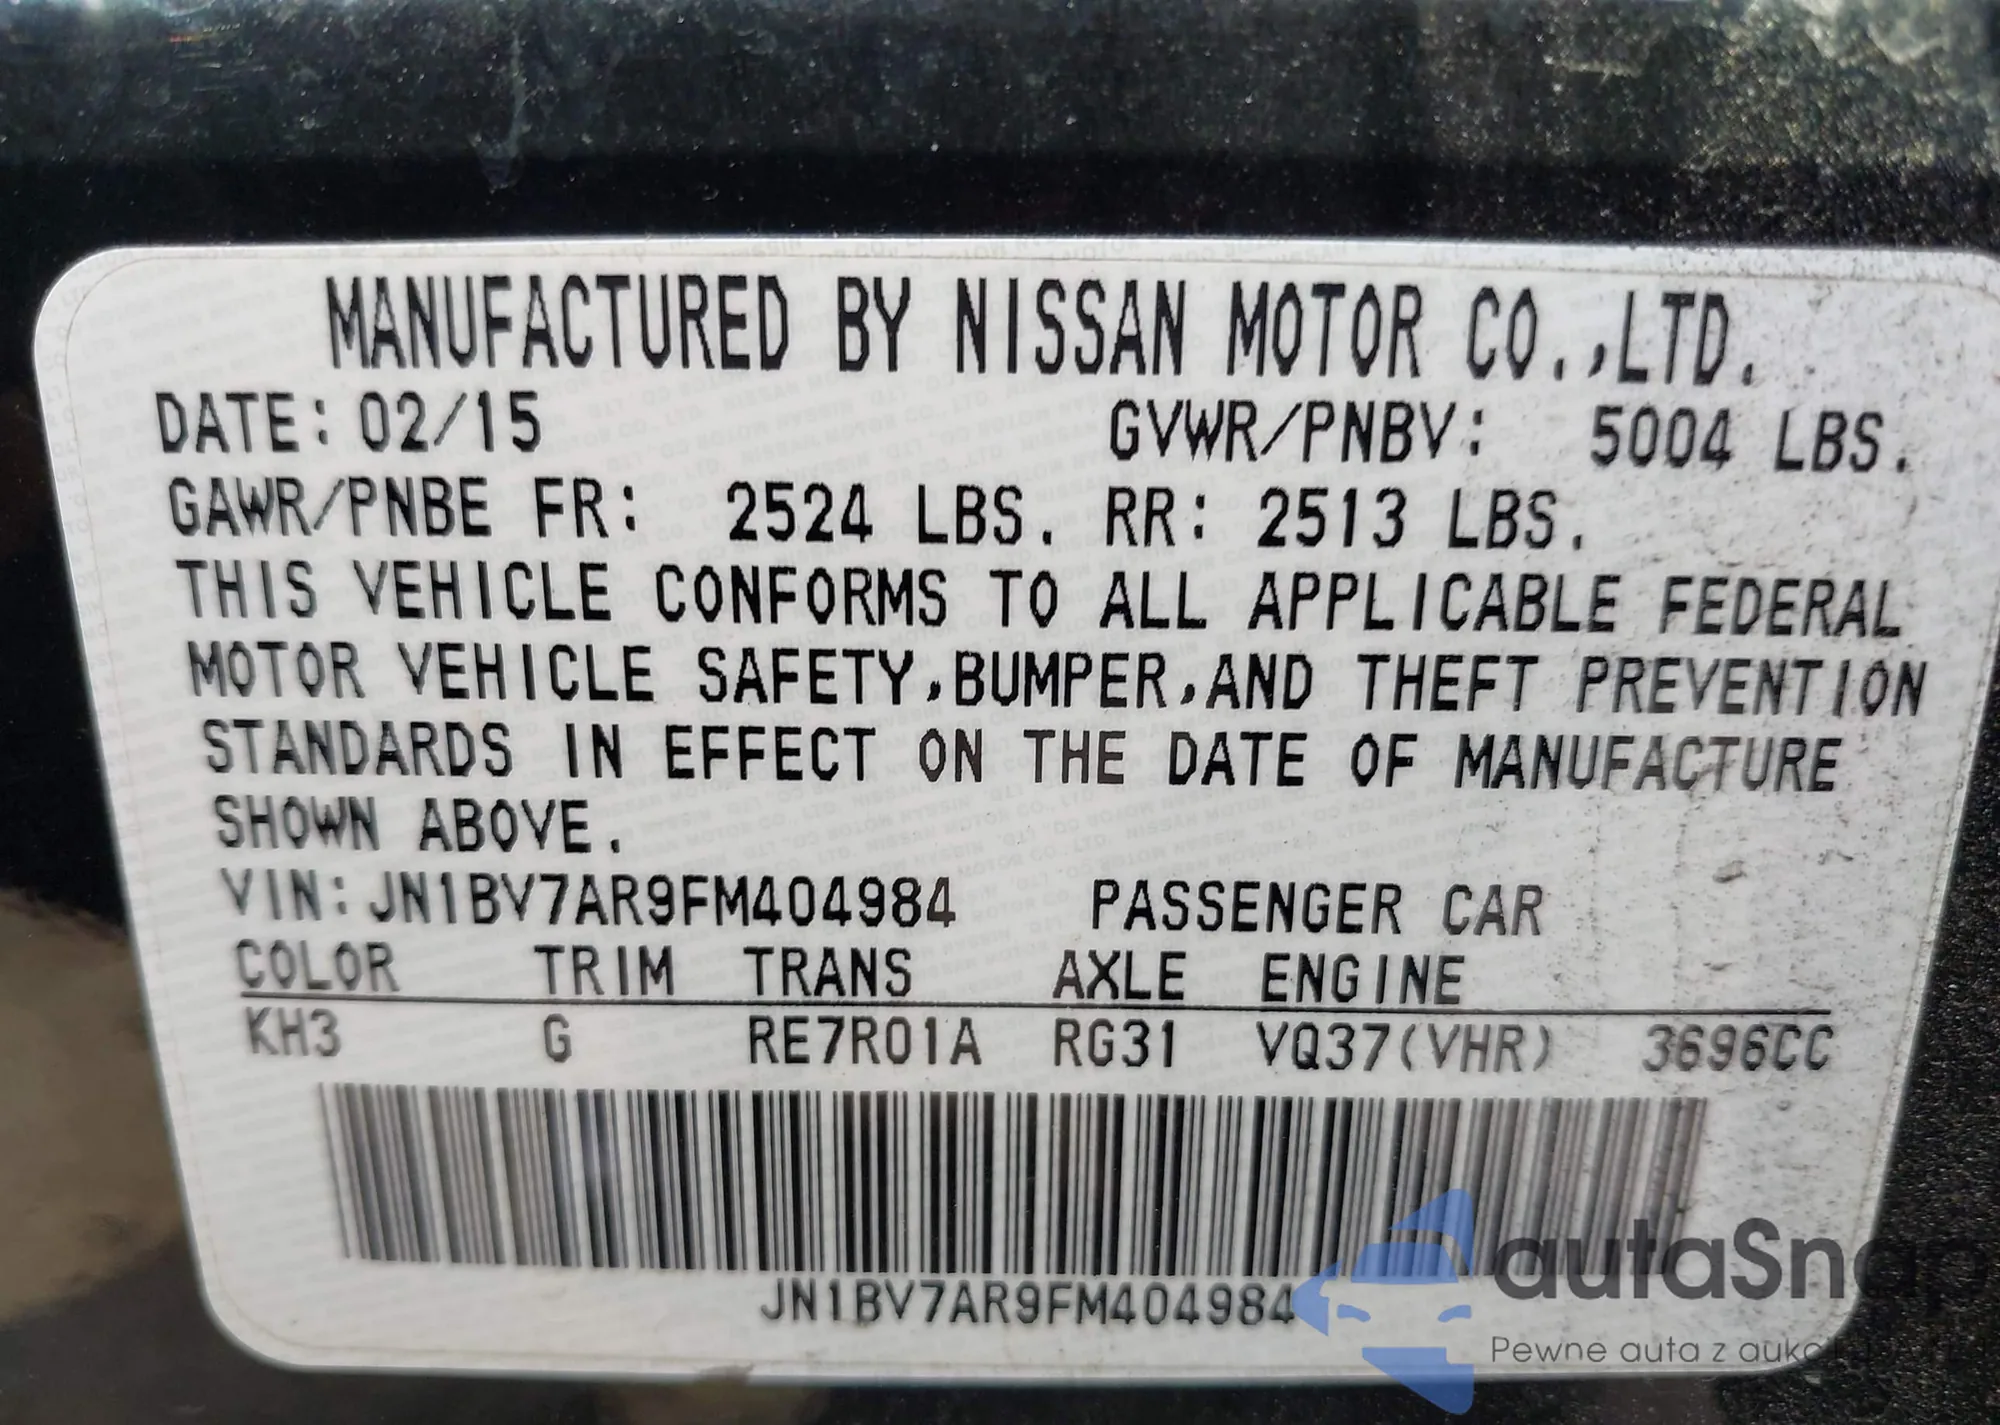 MANUFACTURED BY NISSAN MOTOR CO.,LTD.
DATE: 02/15 GVWR/PNBV: 5004 LBS.
GAWR/PNBE FR: 2524 LBS. RR: 2513 LBS.
THIS VEHICLE CONFORMS TO ALL APPLICABLE FEDERAL
MOTOR VEHICLE SAFETY,BUMPER,AND THEFT PREVENTION
STANDARDS IN EFFECT ON THE DATE OF MANUFACTURE
SHOWN ABOVE.
VIN:JN1BV7AR9FM404984 PASSENGER CAR
COLOR TRIM TRANS AXLE ENGINE
KH3 G RE7R01A RG31 VQ37(VHR) 3696CC
JN1BV7AR9FM404984
autaSnap
Pewne auta z